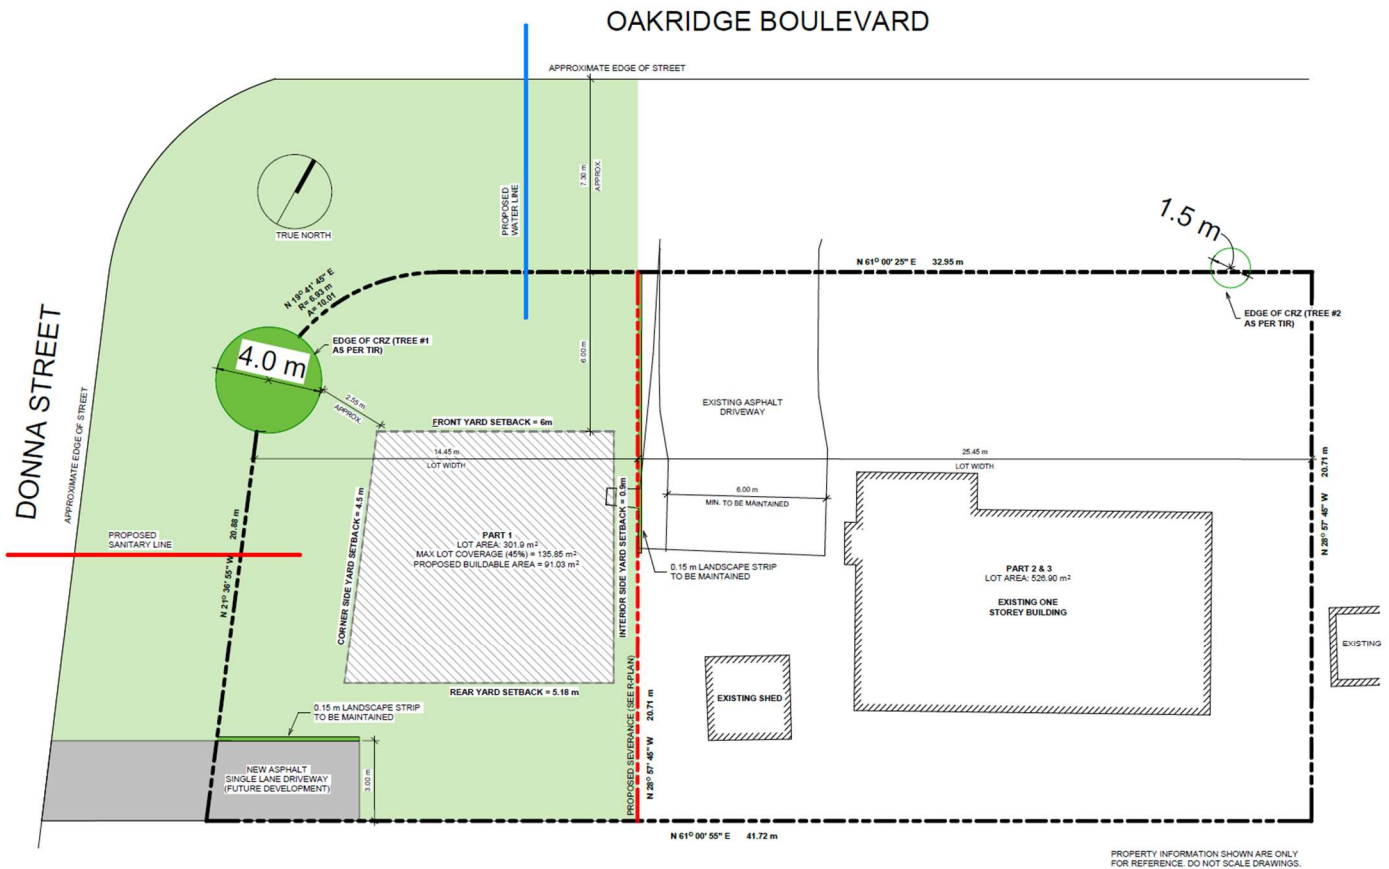 OAKRIDGE BOULEVARD
APPROXIMATE EDGE OF STREET
7.30 m
APPROX.
TRUE NORTH
PROPOSED
WATER LINE
1.5 m
N 61⁰ 00' 25" E 32.95 m
N 19⁰ 41' 45" E
R= 6.93 m
A= 10.01
EDGE OF CRZ (TREE #2
AS PER TIR)
DONNA STREET
APPROXIMATE EDGE OF STREET
EDGE OF CRZ (TREE #1
AS PER TIR)
4.0 m
6.00 m
2.55 m
APPROX.
EXISTING ASPHALT
DRIVEWAY
FRONT YARD SETBACK = 6m
14.45 m
LOT WIDTH
25.45 m
LOT WIDTH
6.00 m
MIN. TO BE MAINTAINED
N 28⁰ 57' 45" W 20.71 m
PROPOSED
SANITARY LINE
N 21⁰ 36' 55" W 20.88 m
CORNER SIDE YARD SETBACK = 4.5 m
PART 1
LOT AREA: 301.9 m²
MAX LOT COVERAGE (45%) = 135.85 m²
PROPOSED BUILDABLE AREA = 91.03 m²
INTERIOR SIDE YARD SETBACK = 0.9m
0.15 m LANDSCAPE STRIP
TO BE MAINTAINED
PART 2 & 3
LOT AREA: 526.90 m²
EXISTING ONE
STOREY BUILDING
EXISTING
REAR YARD SETBACK = 5.18 m
EXISTING SHED
0.15 m LANDSCAPE STRIP
TO BE MAINTAINED
PROPOSED SEVERANCE (SEE R-PLAN)
N 28⁰ 57' 45" W 20.71 m
NEW ASPHALT
SINGLE LANE DRIVEWAY
(FUTURE DEVELOPMENT)
3.00 m
N 61⁰ 00' 55" E 41.72 m
PROPERTY INFORMATION SHOWN ARE ONLY
FOR REFERENCE. DO NOT SCALE DRAWINGS.